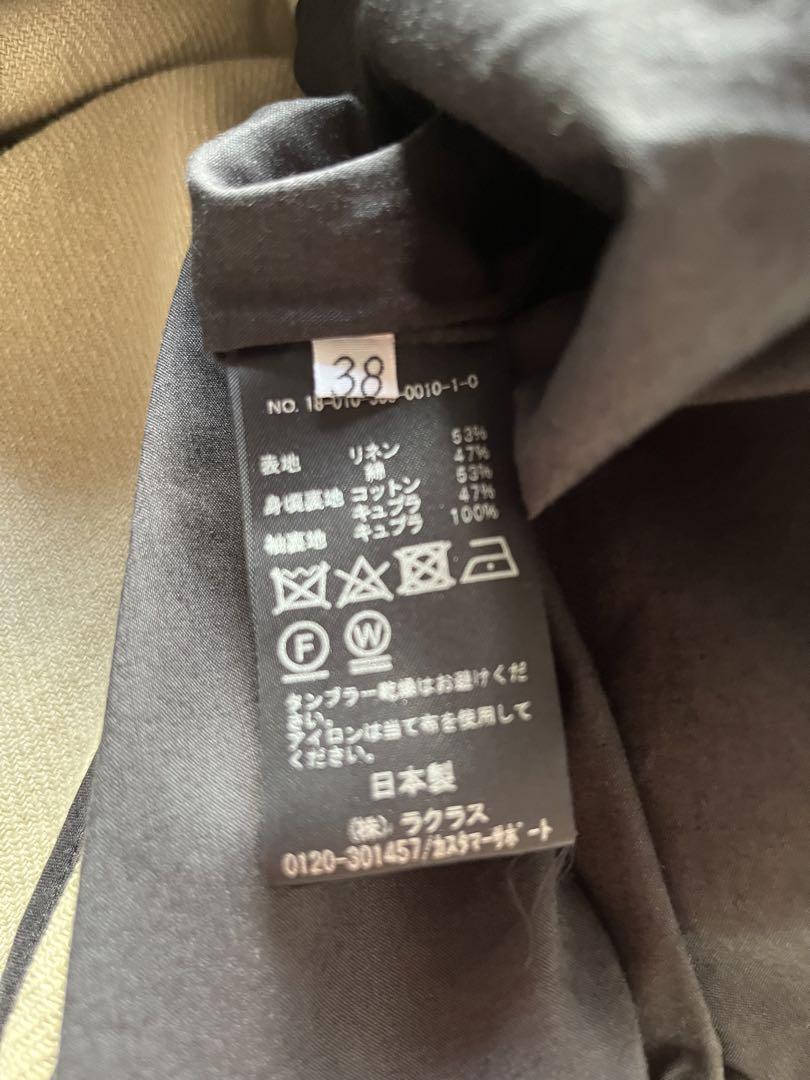 38
NO. 18-010-
-0010-1-0
表地 リネン 53%
綿 47%
身頃裏地 コットン 53%
キュプラ 47%
袖裏地 キュプラ 100%
F W
タンブラー乾燥はお避けくだ
さい。
アイロンは当て布を使用して
ください。
日本製
(株) ラクラス
0120-301457/カスタマーサポート